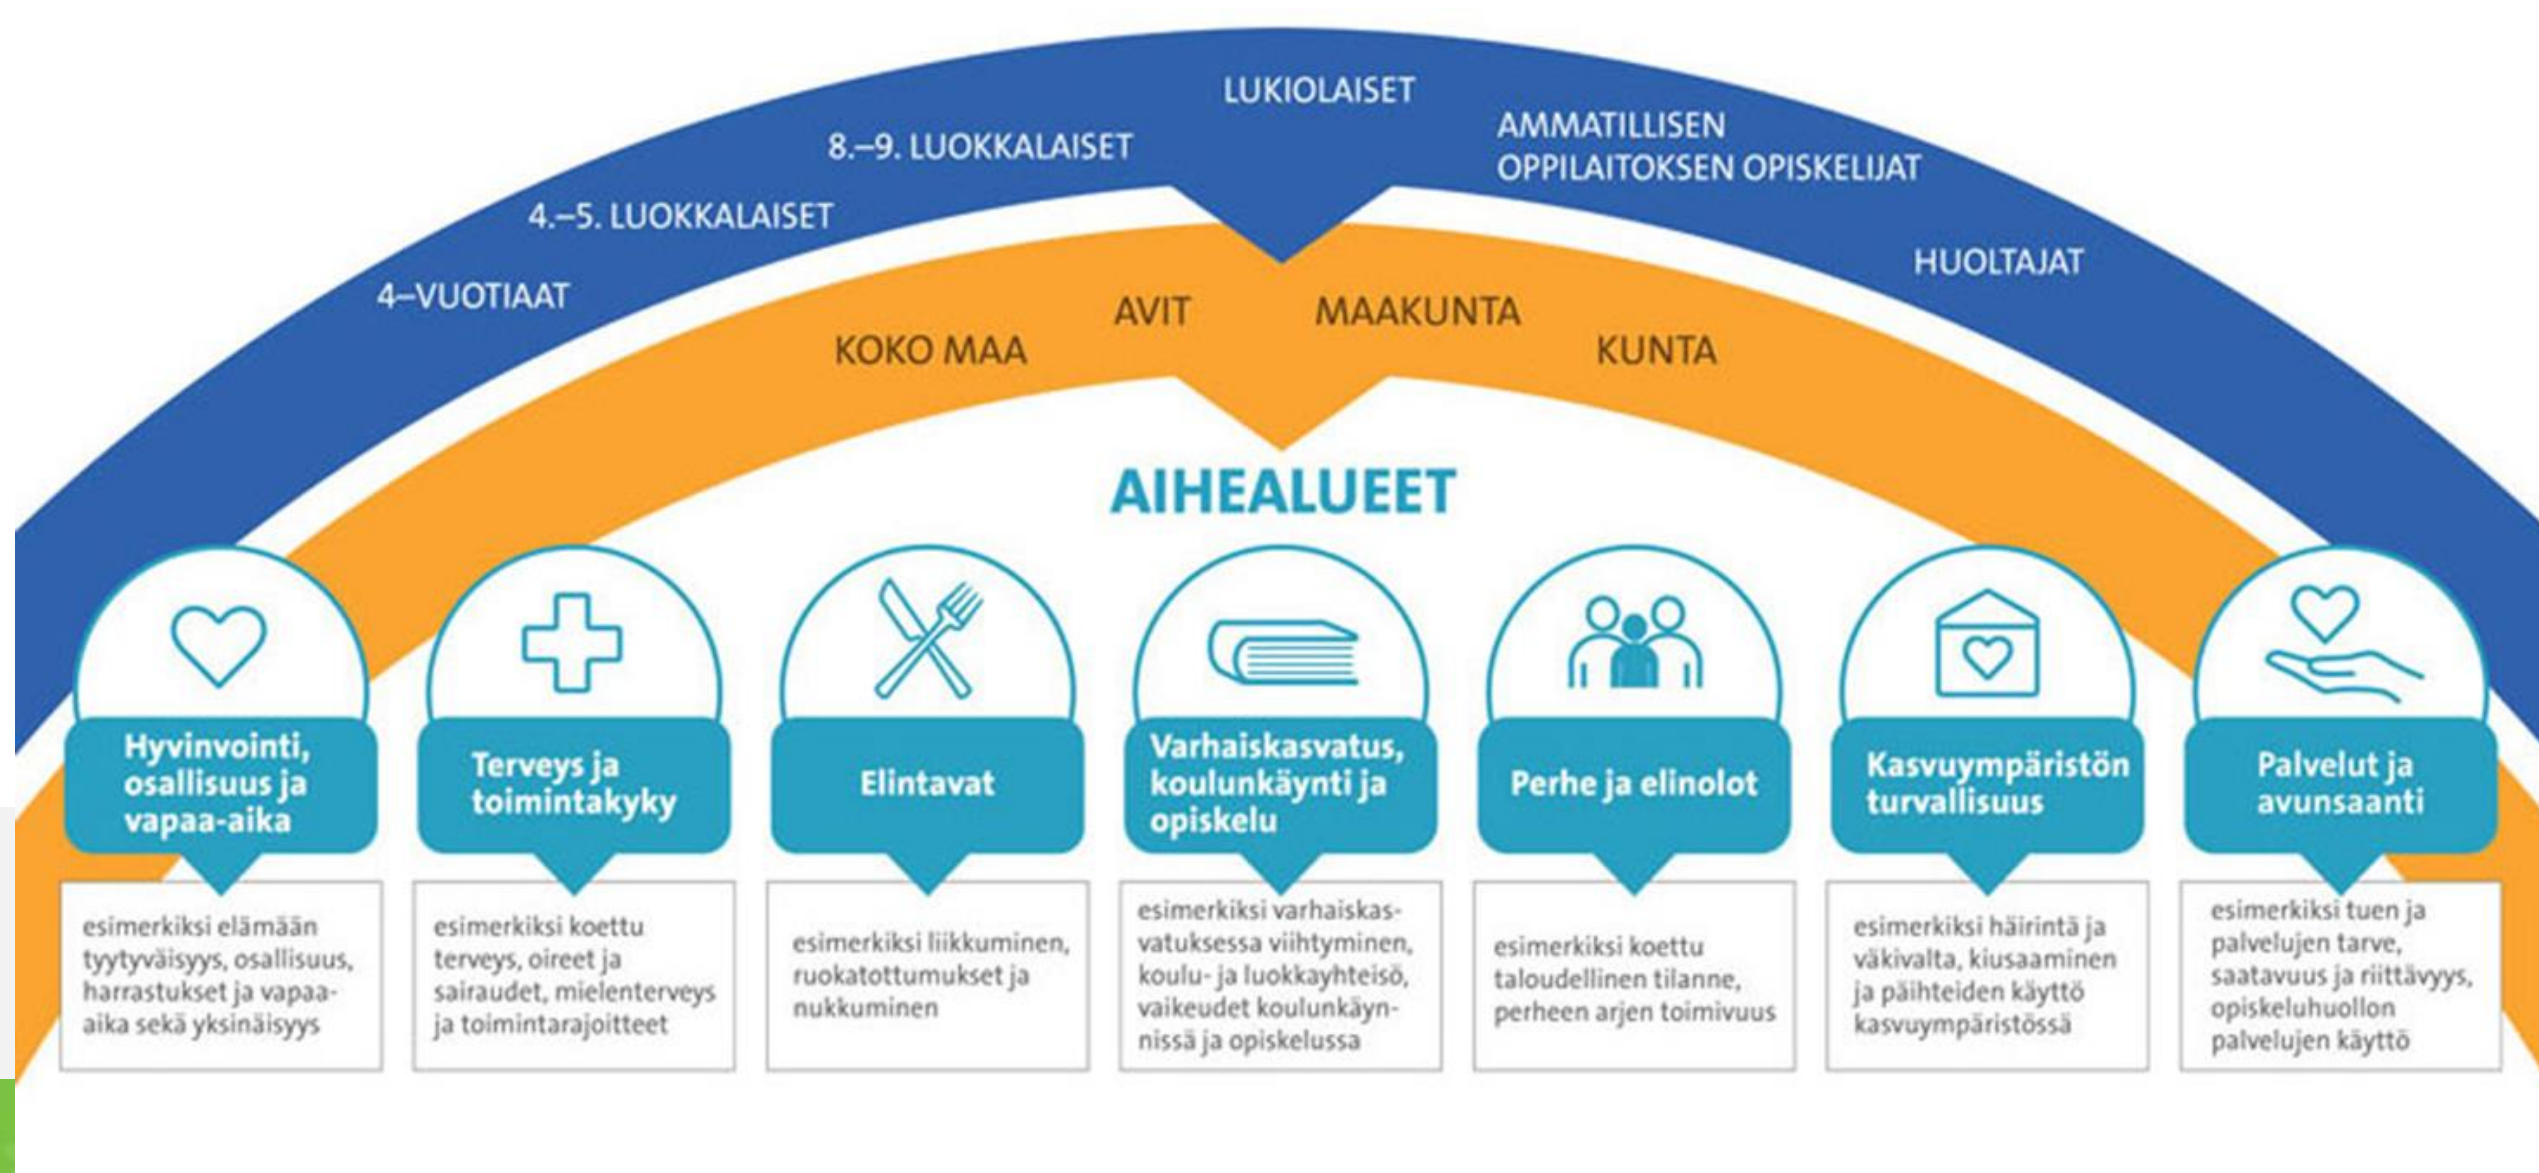 LUKIOLAISET
8.–9. LUOKKALAISET
AMMATILLISEN
OPPILAITOKSEN OPISKELIJAT
4.–5. LUOKKALAISET
4–VUOTIAAT
HUOLTAJAT
KOKO MAA
AVIT
MAAKUNTA
KUNTA
AIHEALUEET
Hyvinvointi,
osallisuus ja
vapaa-aika
esimerkiksi elämään
tyytyväisyys, osallisuus,
harrastukset ja vapaa-
aika sekä yksinäisyys
Terveys ja
toimintakyky
esimerkiksi koettu
terveys, oireet ja
sairaudet, mielenterveys
ja toimintarajoitteet
Elintavat
esimerkiksi liikkuminen,
ruokatottumukset ja
nukkuminen
Varhaiskasvatus,
koulunkäynti ja
opiskelu
esimerkiksi varhaiskas-
vatuksessa viihtyminen,
koulu- ja luokkayhteisö,
vaikeudet koulunkäyn-
nissä ja opiskelussa
Perhe ja elinolot
esimerkiksi koettu
taloudellinen tilanne,
perheen arjen toimivuus
Kasvuympäristön
turvallisuus
esimerkiksi häirintä ja
väkivalta, kiusaaminen
ja päihteiden käyttö
kasvuympäristössä
Palvelut ja
avunsaanti
esimerkiksi tuen ja
palvelujen tarve,
saatavuus ja riittävyys,
opiskeluhuollon
palvelujen käyttö